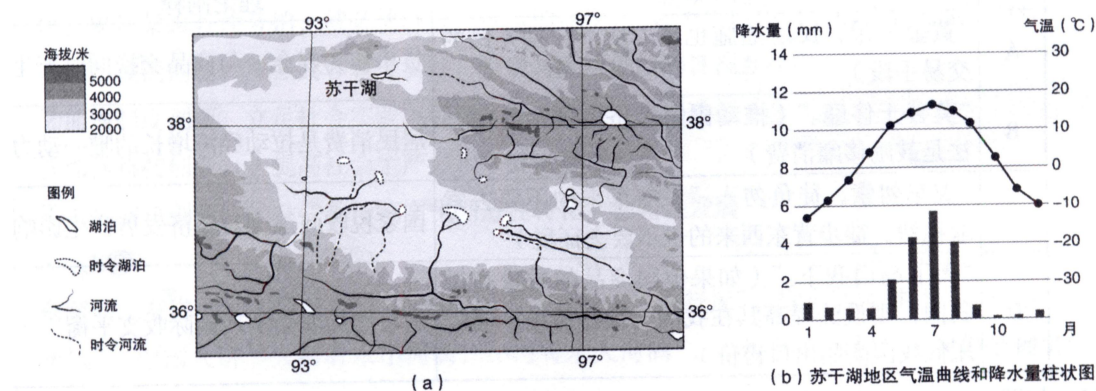 海拔/米
5000
4000
3000
2000
图例
湖泊
时令湖泊
河流
时令河流
93°
97°
苏干湖
38°
38°
36°
36°
93°
97°
(a)
降水量(mm)
气温(℃)
14
12
10
8
6
4
2
0
30
20
10
0
-10
-20
-30
1
4
7
10
月
(b)苏干湖地区气温曲线和降水量柱状图